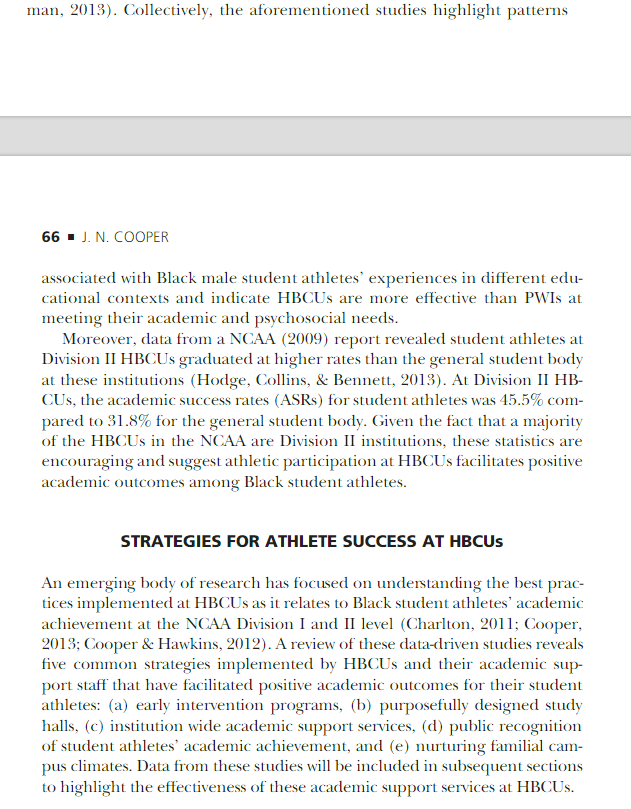 man, 2013). Collectively, the aforementioned studies highlight patterns
66 ■ J. N. COOPER
associated with Black male student athletes’ experiences in different edu-
cational contexts and indicate HBCUs are more effective than PWIs at
meeting their academic and psychosocial needs.
Moreover, data from a NCAA (2009) report revealed student athletes at
Division II HBCUs graduated at higher rates than the general student body
at these institutions (Hodge, Collins, & Bennett, 2013). At Division II HB-
CUs, the academic success rates (ASRs) for student athletes was 45.5% com-
pared to 31.8% for the general student body. Given the fact that a majority
of the HBCUs in the NCAA are Division II institutions, these statistics are
encouraging and suggest athletic participation at HBCUs facilitates positive
academic outcomes among Black student athletes.
STRATEGIES FOR ATHLETE SUCCESS AT HBCUs
An emerging body of research has focused on understanding the best prac-
tices implemented at HBCUs as it relates to Black student athletes’ academic
achievement at the NCAA Division I and II level (Charlton, 2011; Cooper,
2013; Cooper & Hawkins, 2012). A review of these data-driven studies reveals
five common strategies implemented by HBCUs and their academic sup-
port staff that have facilitated positive academic outcomes for their student
athletes: (a) early intervention programs, (b) purposefully designed study
halls, (c) institution wide academic support services, (d) public recognition
of student athletes’ academic achievement, and (e) nurturing familial cam-
pus climates. Data from these studies will be included in subsequent sections
to highlight the effectiveness of these academic support services at HBCUs.